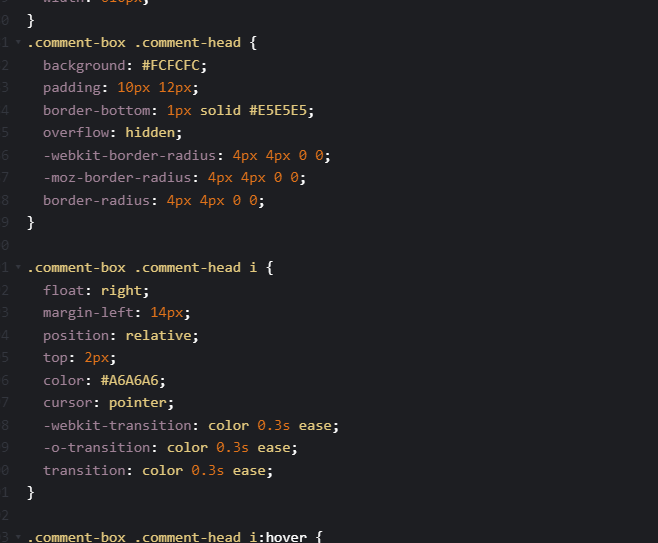 }
.comment-box .comment-head {
background: #FCFCFC;
padding: 10px 12px;
border-bottom: 1px solid #E5E5E5;
overflow: hidden;
-webkit-border-radius: 4px 4px 0 0;
-moz-border-radius: 4px 4px 0 0;
border-radius: 4px 4px 0 0;
}
.comment-box .comment-head i {
float: right;
margin-left: 14px;
position: relative;
top: 2px;
color: #A6A6A6;
cursor: pointer;
-webkit-transition: color 0.3s ease;
-o-transition: color 0.3s ease;
transition: color 0.3s ease;
}
.comment-box .comment-head i:hover {